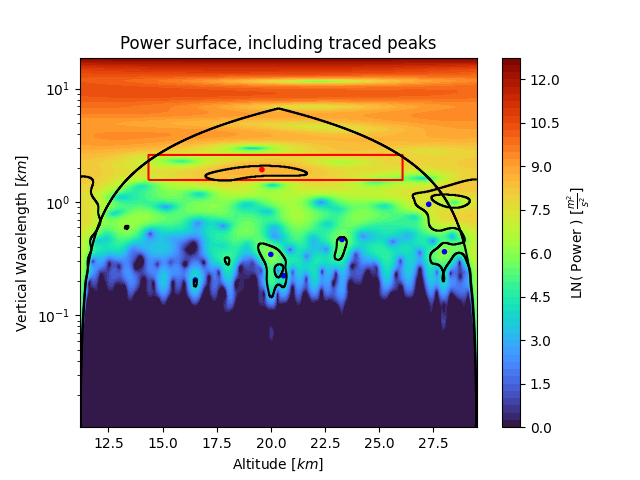 Power surface, including traced peaks
Vertical Wavelength [km]
10¹
10⁰
10⁻¹
12.5 15.0 17.5 20.0 22.5 25.0 27.5
Altitude [km]
12.0
10.5
9.0
7.5
6.0
4.5
3.0
1.5
0.0
LN( Power ) [m²/s²]